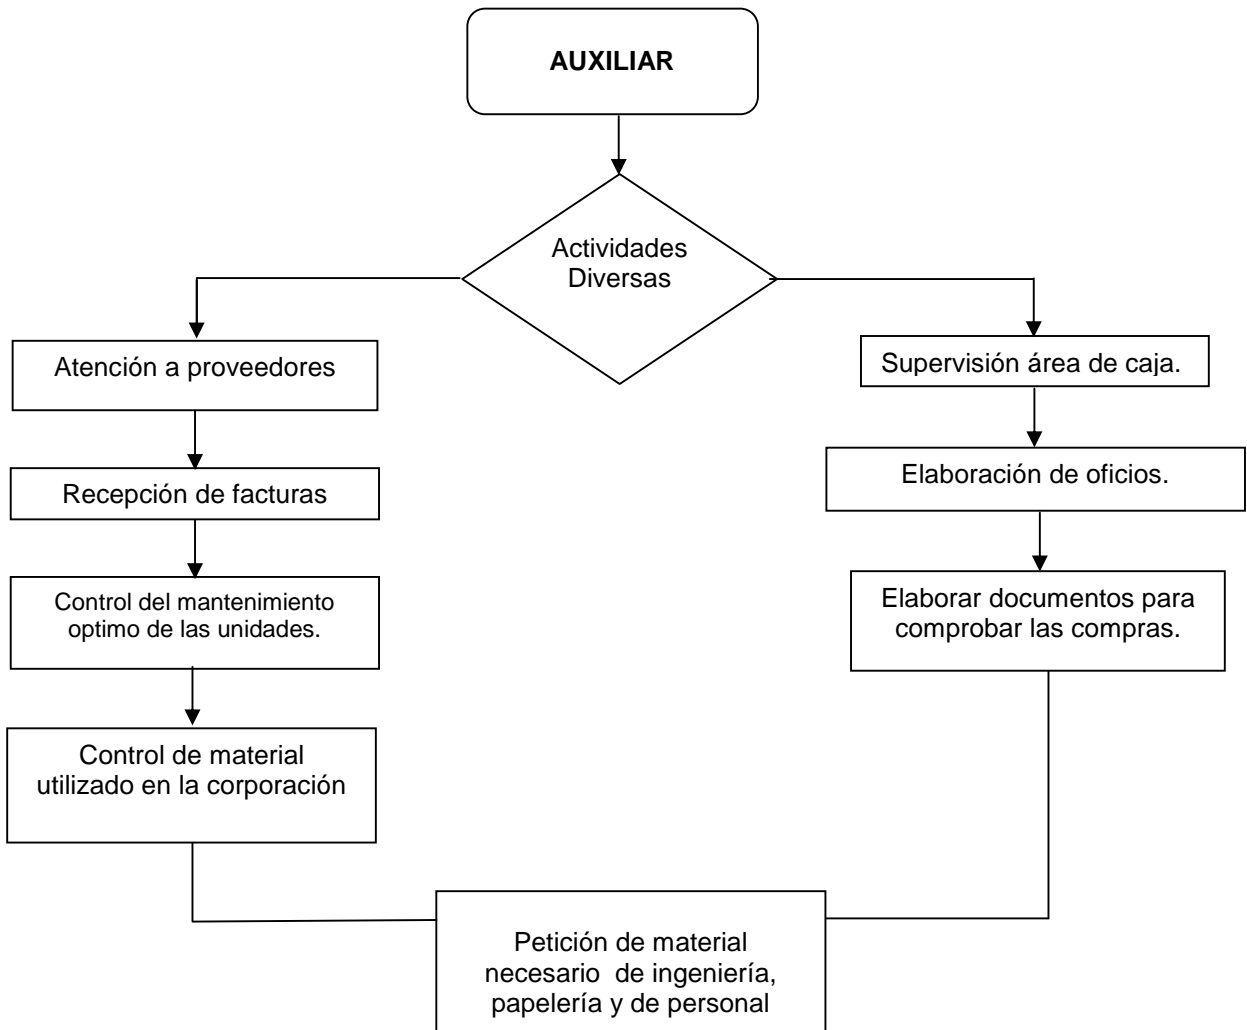 AUXILIAR
Actividades
Diversas
Atención a proveedores
Recepción de facturas
Control del mantenimiento
optimo de las unidades.
Control de material
utilizado en la corporación
Supervisión área de caja.
Elaboración de oficios.
Elaborar documentos para
comprobar las compras.
Petición de material
necesario de ingeniería,
papelería y de personal